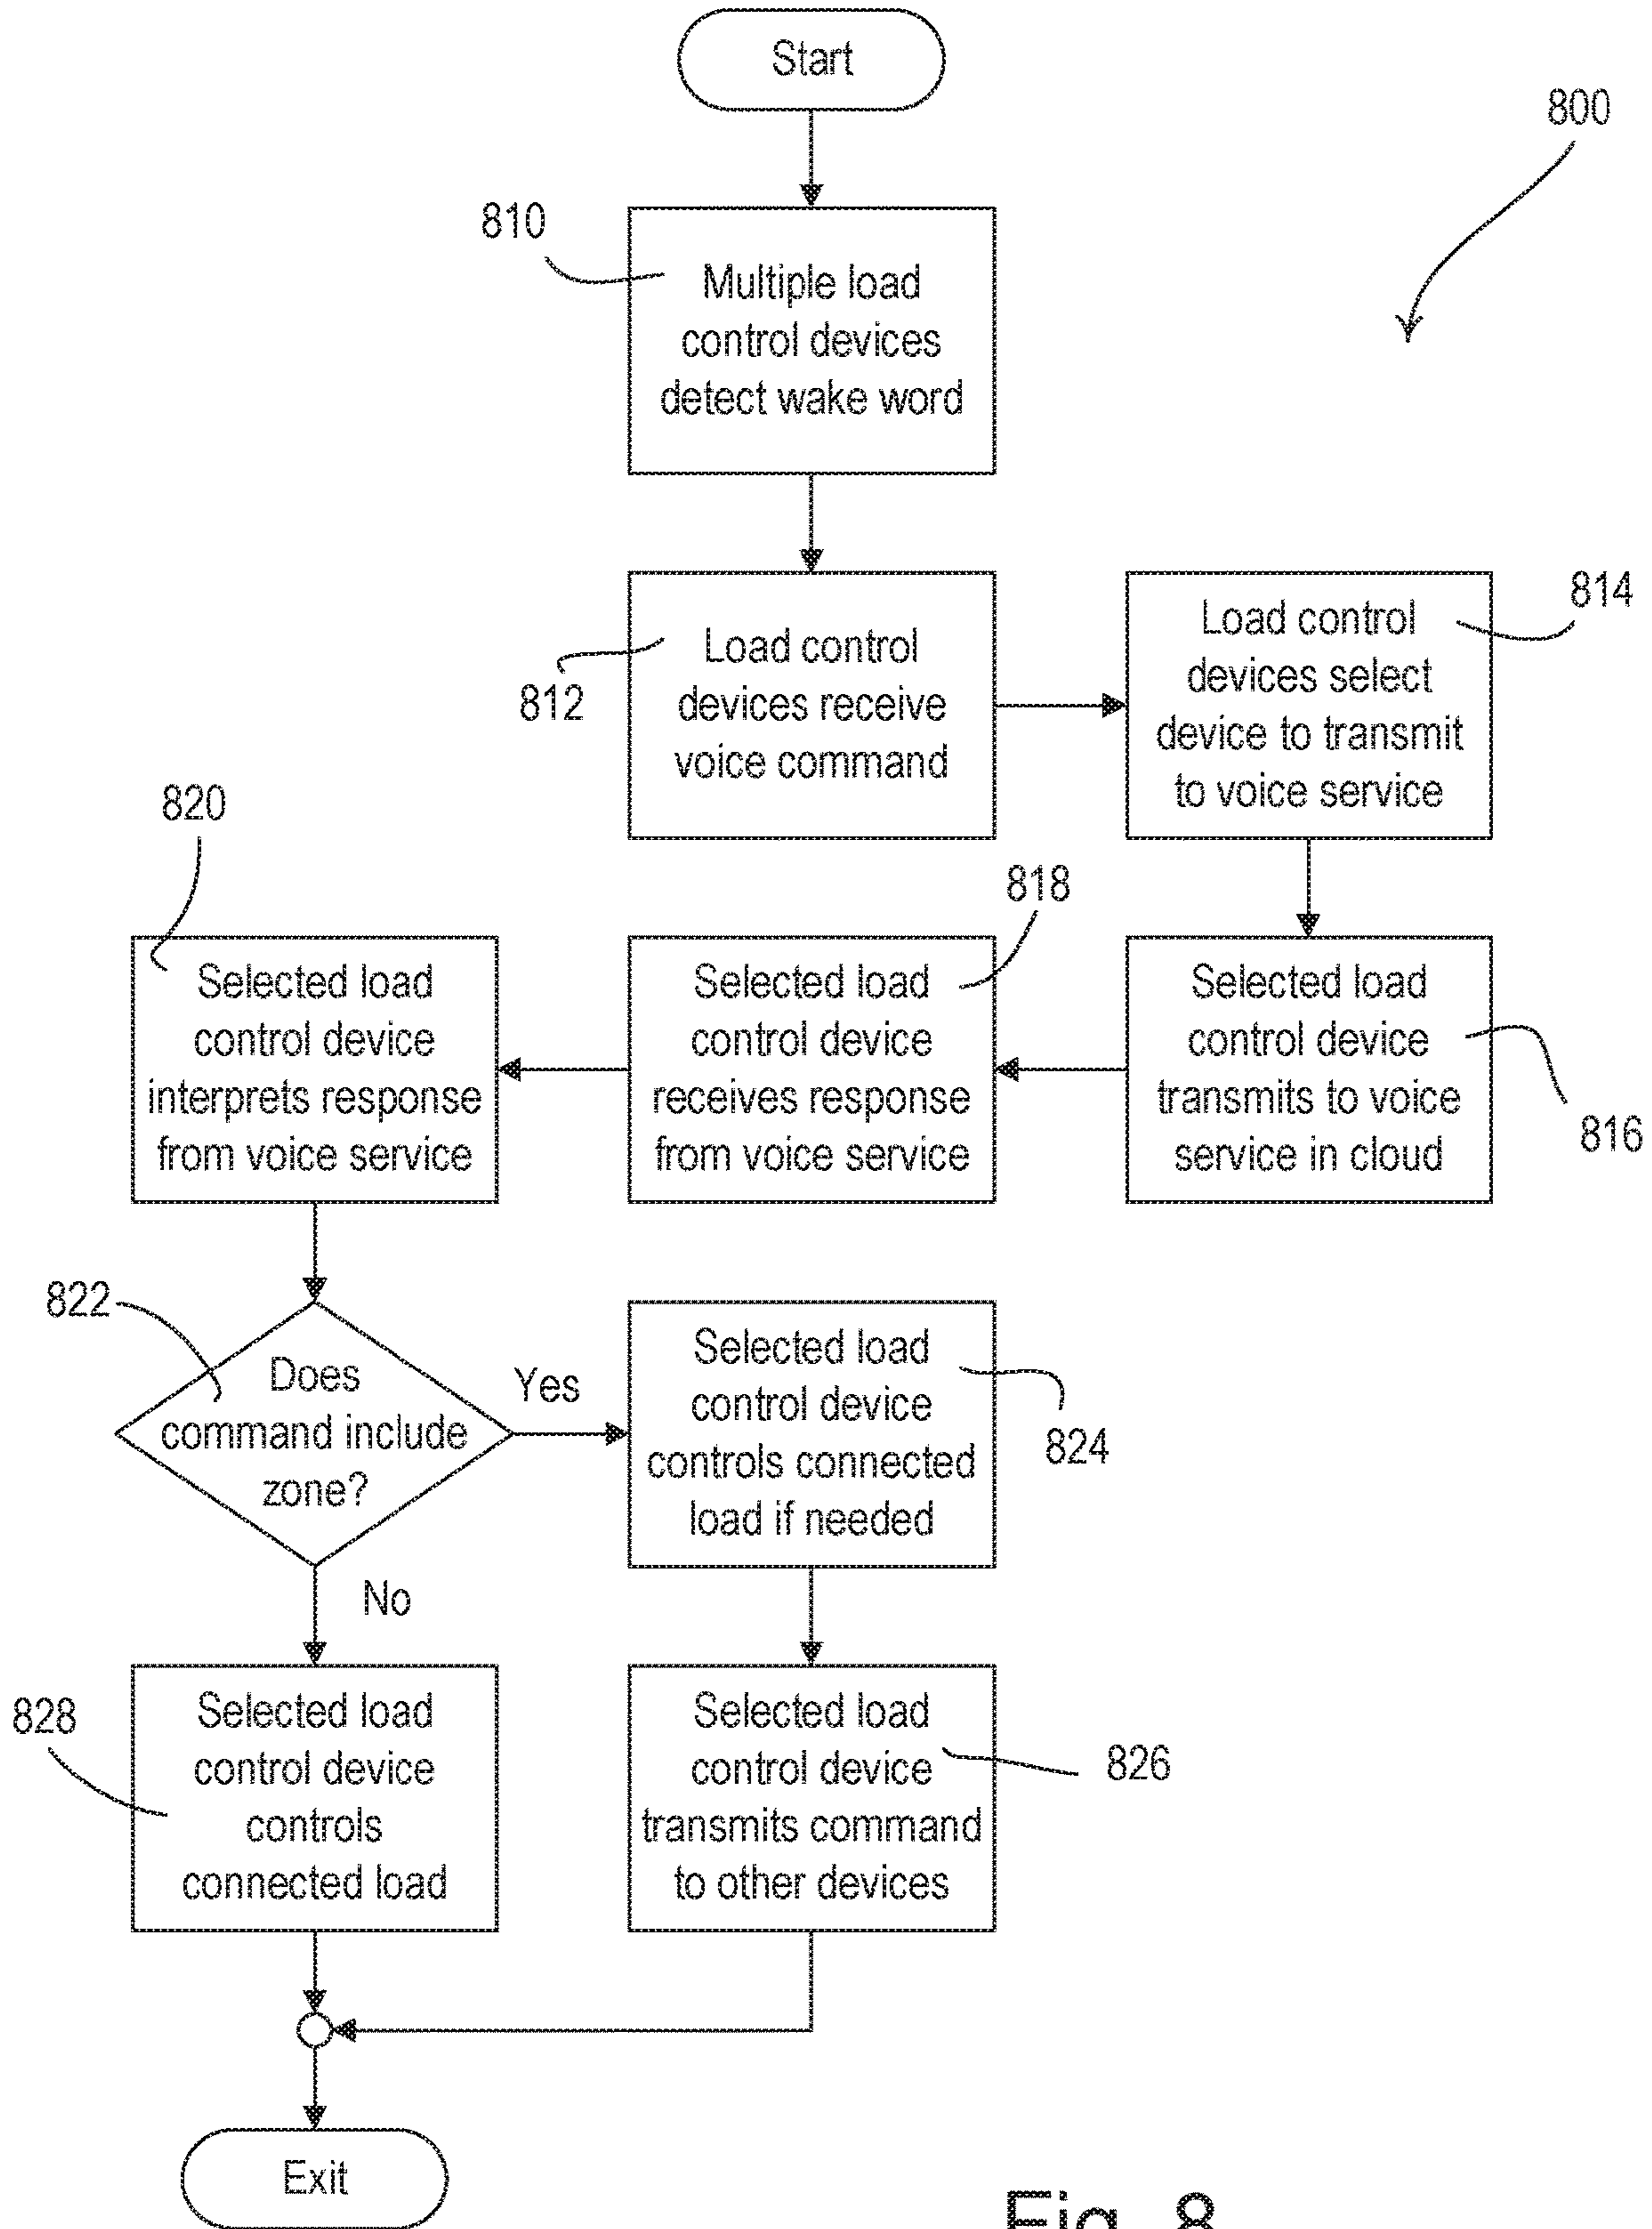 Start
800
810
Multiple load
control devices
detect wake word
812
Load control
devices receive
voice command
814
Load control
devices select
device to transmit
to voice service
820
Selected load
control device
interprets response
from voice service
818
Selected load
control device
receives response
from voice service
816
Selected load
control device
transmits to voice
service in cloud
822
Does
command include
zone?
Yes
No
824
Selected load
control device
controls connected
load if needed
828
Selected load
control device
controls
connected load
826
Selected load
control device
transmits command
to other devices
Exit
Fig. 8